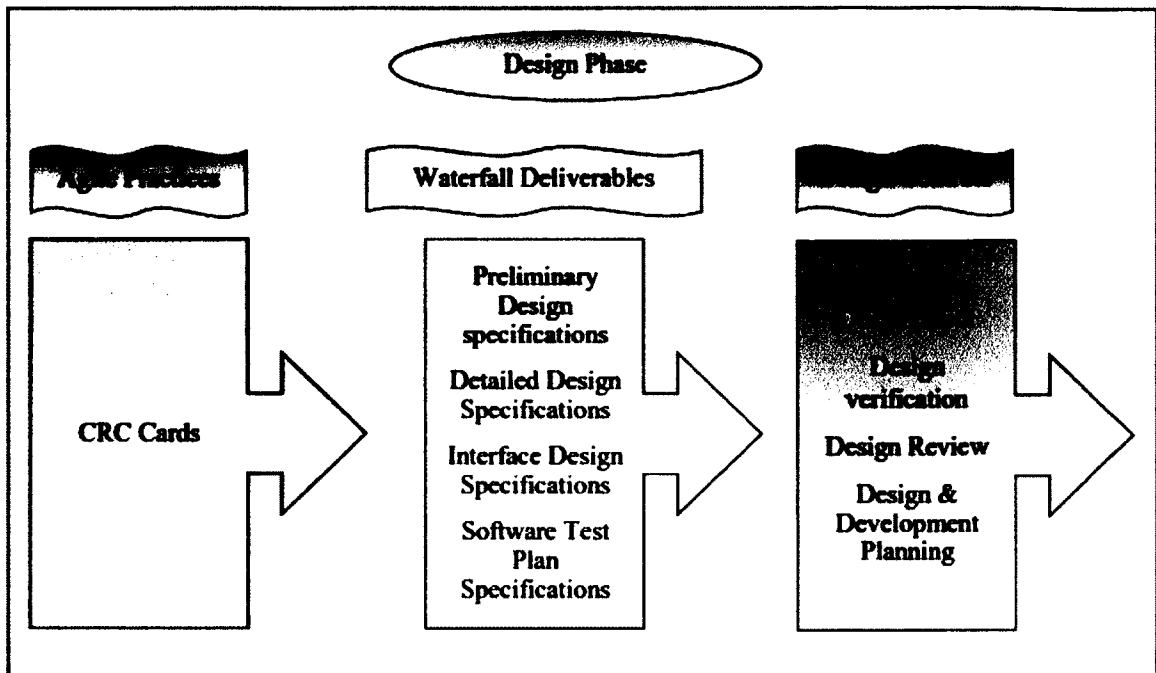 Design Phase
Agile Practices
Waterfall Deliverables
CRC Cards
Preliminary
Design
specifications
Detailed Design
Specifications
Interface Design
Specifications
Software Test
Plan
Specifications
Design
verification
Design Review
Design &
Development
Planning